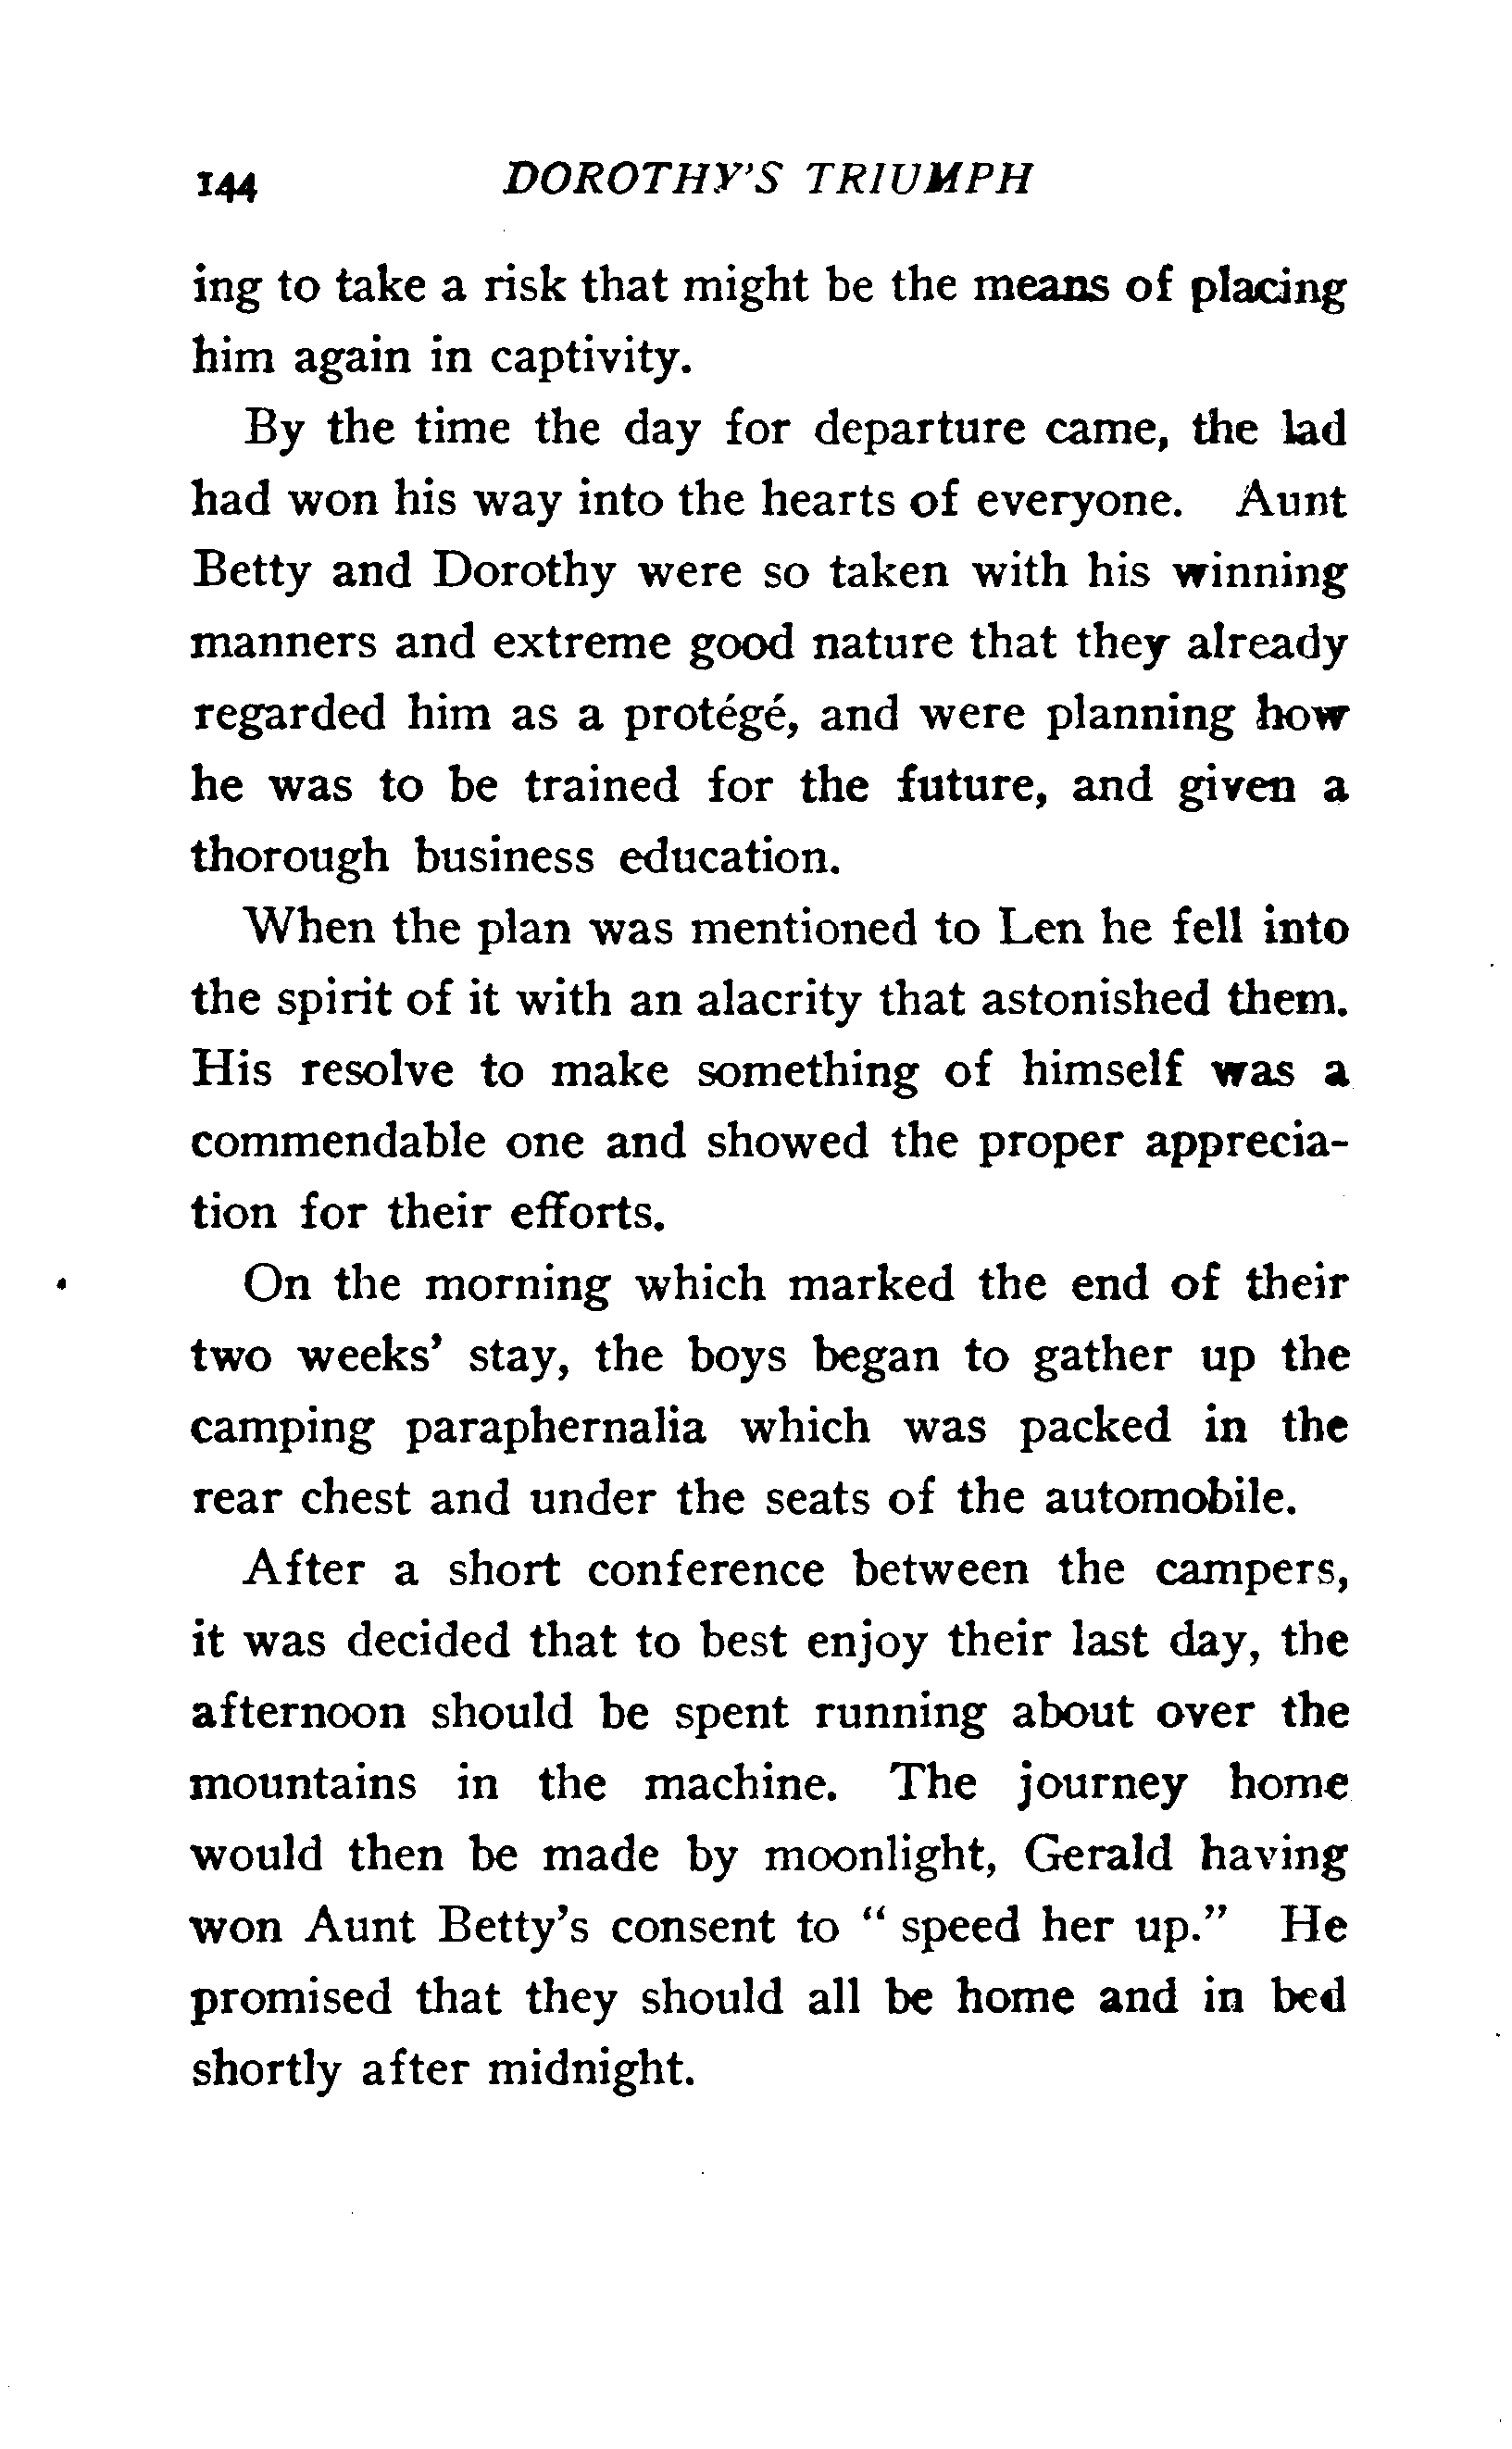 144 DOROTHY'S TRIUMPH
ing to take a risk that might be the means of placing
him again in captivity.
By the time the day for departure came, the lad
had won his way into the hearts of everyone. Aunt
Betty and Dorothy were so taken with his winning
manners and extreme good nature that they already
regarded him as a protégé, and were planning how
he was to be trained for the future, and given a
thorough business education.
When the plan was mentioned to Len he fell into
the spirit of it with an alacrity that astonished them.
His resolve to make something of himself was a
commendable one and showed the proper apprecia-
tion for their efforts.
On the morning which marked the end of their
two weeks' stay, the boys began to gather up the
camping paraphernalia which was packed in the
rear chest and under the seats of the automobile.
After a short conference between the campers,
it was decided that to best enjoy their last day, the
afternoon should be spent running about over the
mountains in the machine. The journey home
would then be made by moonlight, Gerald having
won Aunt Betty's consent to " speed her up." He
promised that they should all be home and in bed
shortly after midnight.